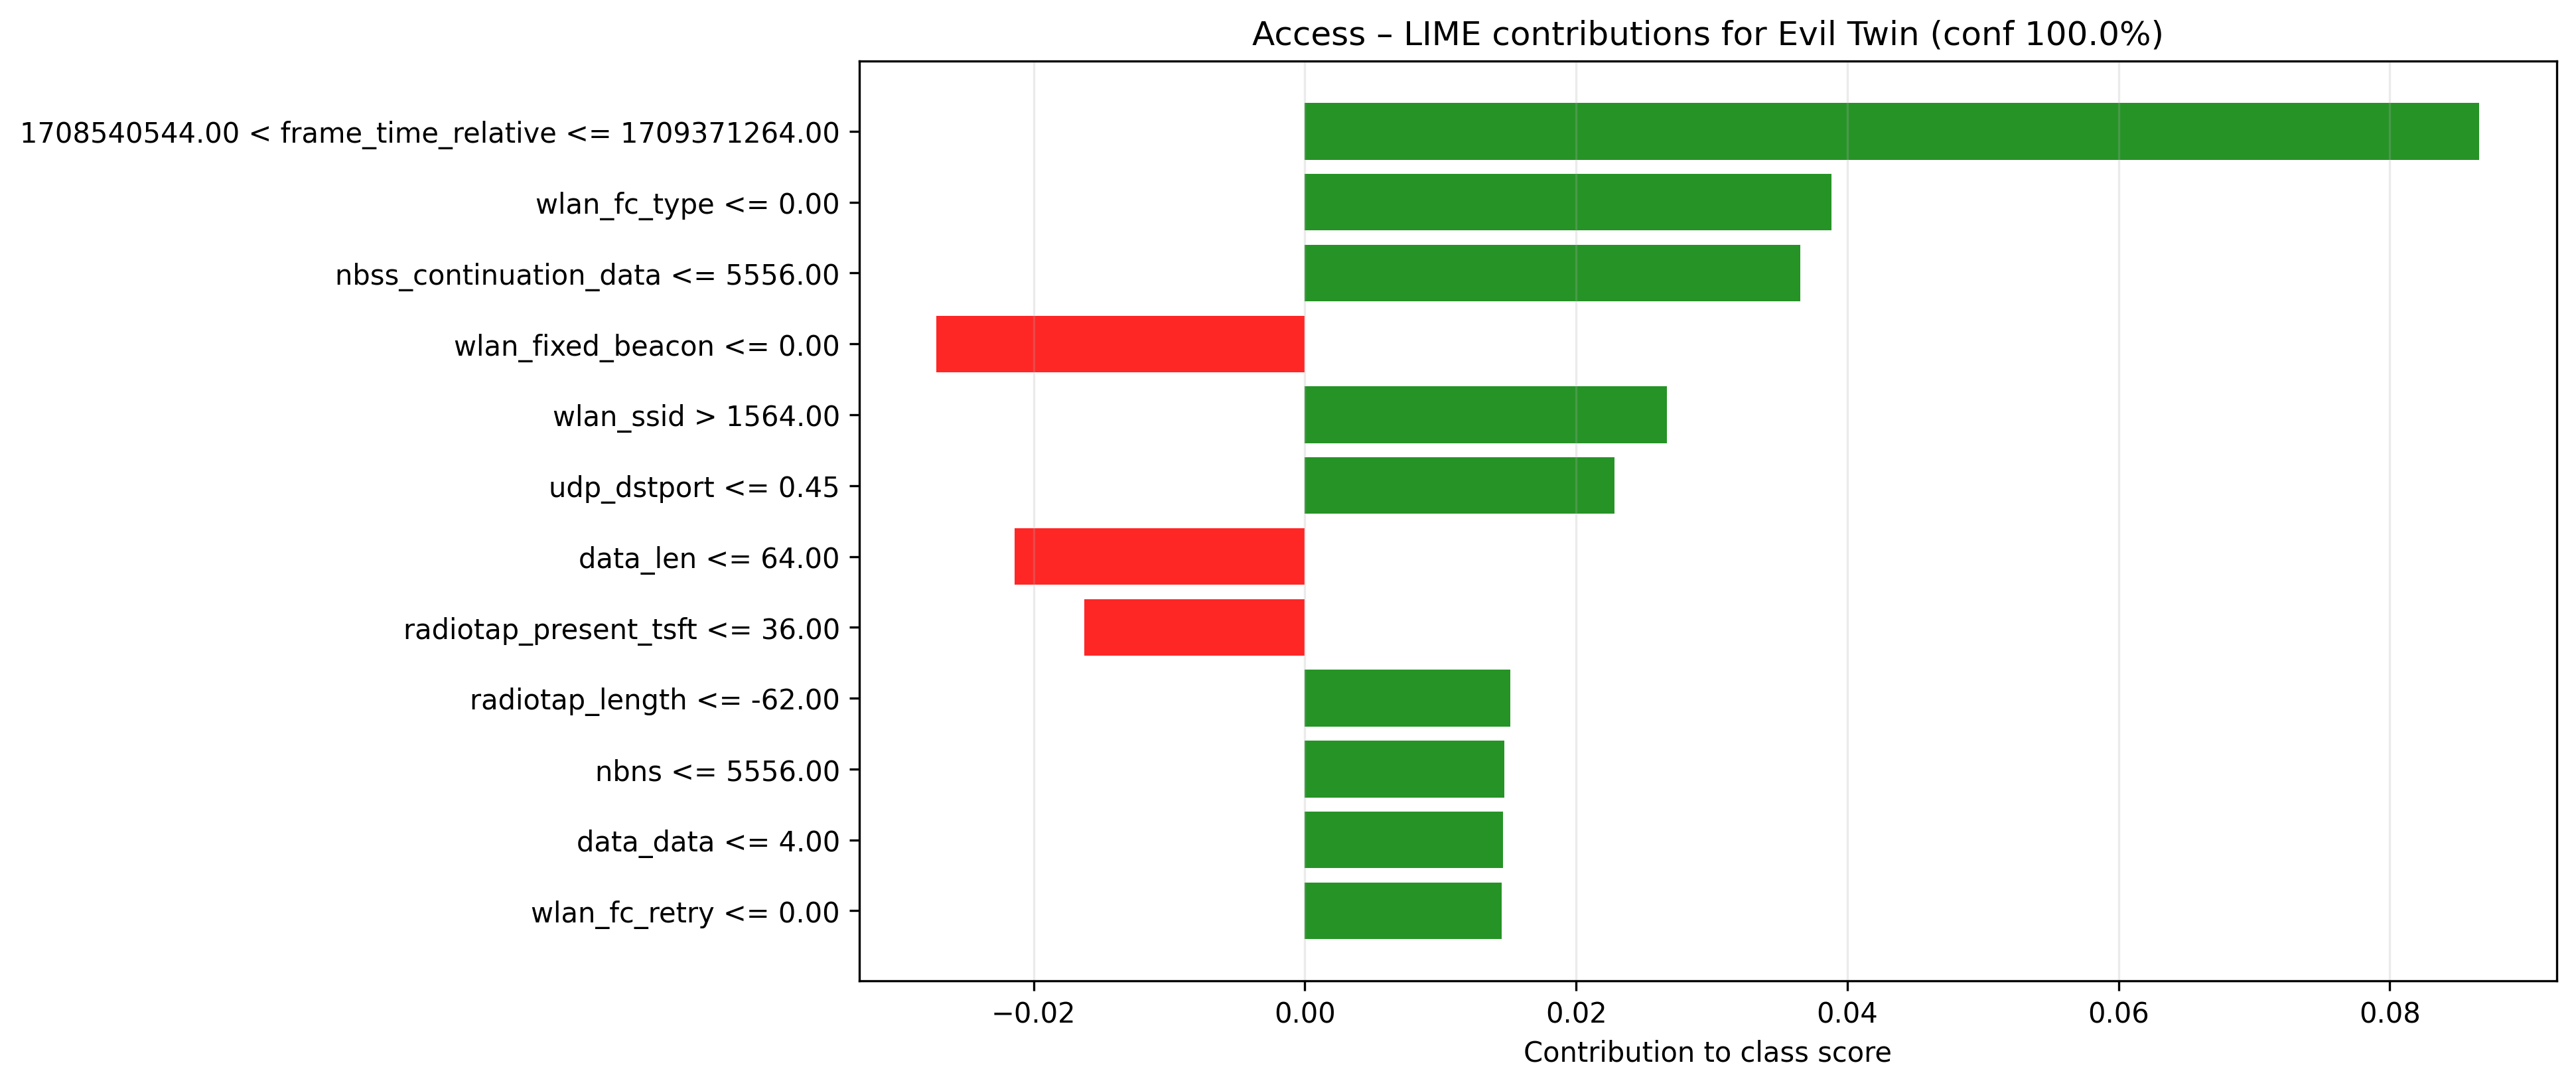 Access – LIME contributions for Evil Twin (conf 100.0%)
1708540544.00 < frame_time_relative <= 1709371264.00
wlan_fc_type <= 0.00
nbss_continuation_data <= 5556.00
wlan_fixed_beacon <= 0.00
wlan_ssid > 1564.00
udp_dstport <= 0.45
data_len <= 64.00
radiotap_present_tsft <= 36.00
radiotap_length <= -62.00
nbns <= 5556.00
data_data <= 4.00
wlan_fc_retry <= 0.00
−0.02 0.00 0.02 0.04 0.06 0.08
Contribution to class score